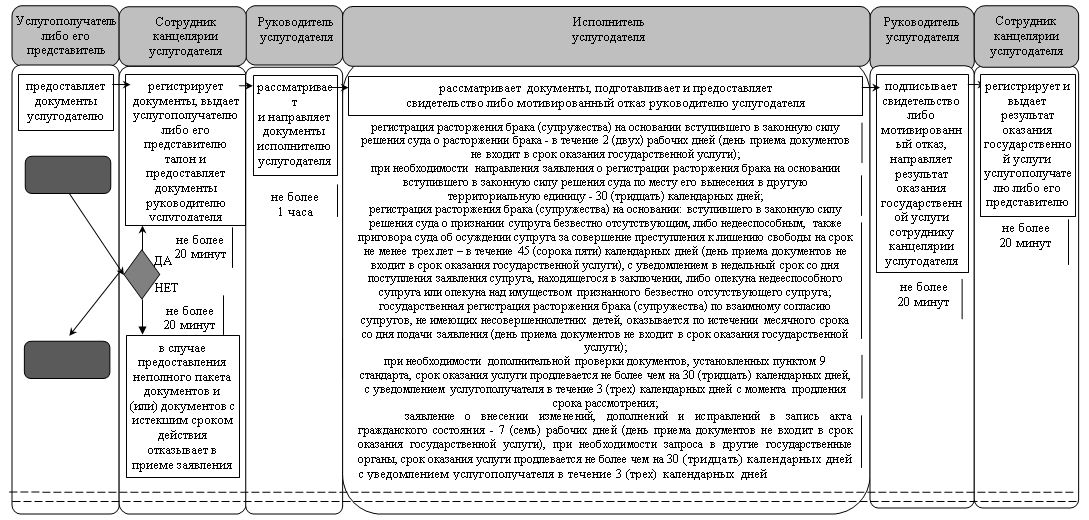 Услугополучатель
либо его
представитель
Сотрудник
канцелярии
услугодателя
Руководитель
услугодателя
Исполнитель
услугодателя
Руководитель
услугодателя
Сотрудник
канцелярии
услугодателя
предоставляет
документы
услугодателю
регистрирует
документы, выдает
услугополучателю
либо его
представителю
талон и
предоставляет
документы
руководителю
услугодателя
не более
20 минут
ДА
НЕТ
не более
20 минут
в случае
предоставления
неполного пакета
документов и
(или) документов с
истекшим сроком
действия
отказывает в
приеме заявления
рассматривае
т
и направляет
документы
исполнителю
услугодателя
не более
1 часа
рассматривает документы, подготавливает и предоставляет
свидетельство либо мотивированный отказ руководителю услугодателя
регистрация расторжения брака (супружества) на основании вступившего в законную силу
решения суда о расторжении брака - в течение 2 (двух) рабочих дней (день приема документов
не входит в срок оказания государственной услуги);
при необходимости направления заявления о регистрации расторжения брака на основании
вступившего в законную силу решения суда по месту его вынесения в другую
территориальную единицу - 30 (тридцать) календарных дней;
регистрация расторжения брака (супружества) на основании: вступившего в законную силу
решения суда о признании супруга безвестно отсутствующим, либо недееспособным, также
приговора суда об осуждении супруга за совершение преступления к лишению свободы на срок
не менее трех лет – в течение 45 (сорока пяти) календарных дней (день приема документов не
входит в срок оказания государственной услуги), с уведомлением в недельный срок со дня
поступления заявления супруга, находящегося в заключении, либо опекуна недееспособного
супруга или опекуна над имуществом признанного безвестно отсутствующего супруга;
государственная регистрация расторжения брака (супружества) по взаимному согласию
супругов, не имеющих несовершеннолетних детей, оказывается по истечении месячного срока
со дня подачи заявления (день приема документов не входит в срок оказания государственной
услуги);
при необходимости дополнительной проверки документов, установленных пунктом 9
стандарта, срок оказания услуги продлевается не более чем на 30 (тридцать) календарных дней,
с уведомлением услугополучателя в течение 3 (трех) календарных дней с момента продления
срока рассмотрения;
заявление о внесении изменений, дополнений и исправлений в запись акта
гражданского состояния - 7 (семь) рабочих дней (день приема документов не входит в срок
оказания государственной услуги), при необходимости запроса в другие государственные
органы, срок оказания услуги продлевается не более чем на 30 (тридцать) календарных дней
с уведомлением услугополучателя в течение 3 (трех) календарных дней
подписывает
свидетельство
либо
мотивированн
ый отказ,
направляет
результат
оказания
государственн
ой услуги
сотруднику
канцелярии
услугодателя
не более
20 минут
регистрирует и
выдает
результат
оказания
государственно
й услуги
услугополучате
лю либо его
представителю
не более
20 минут